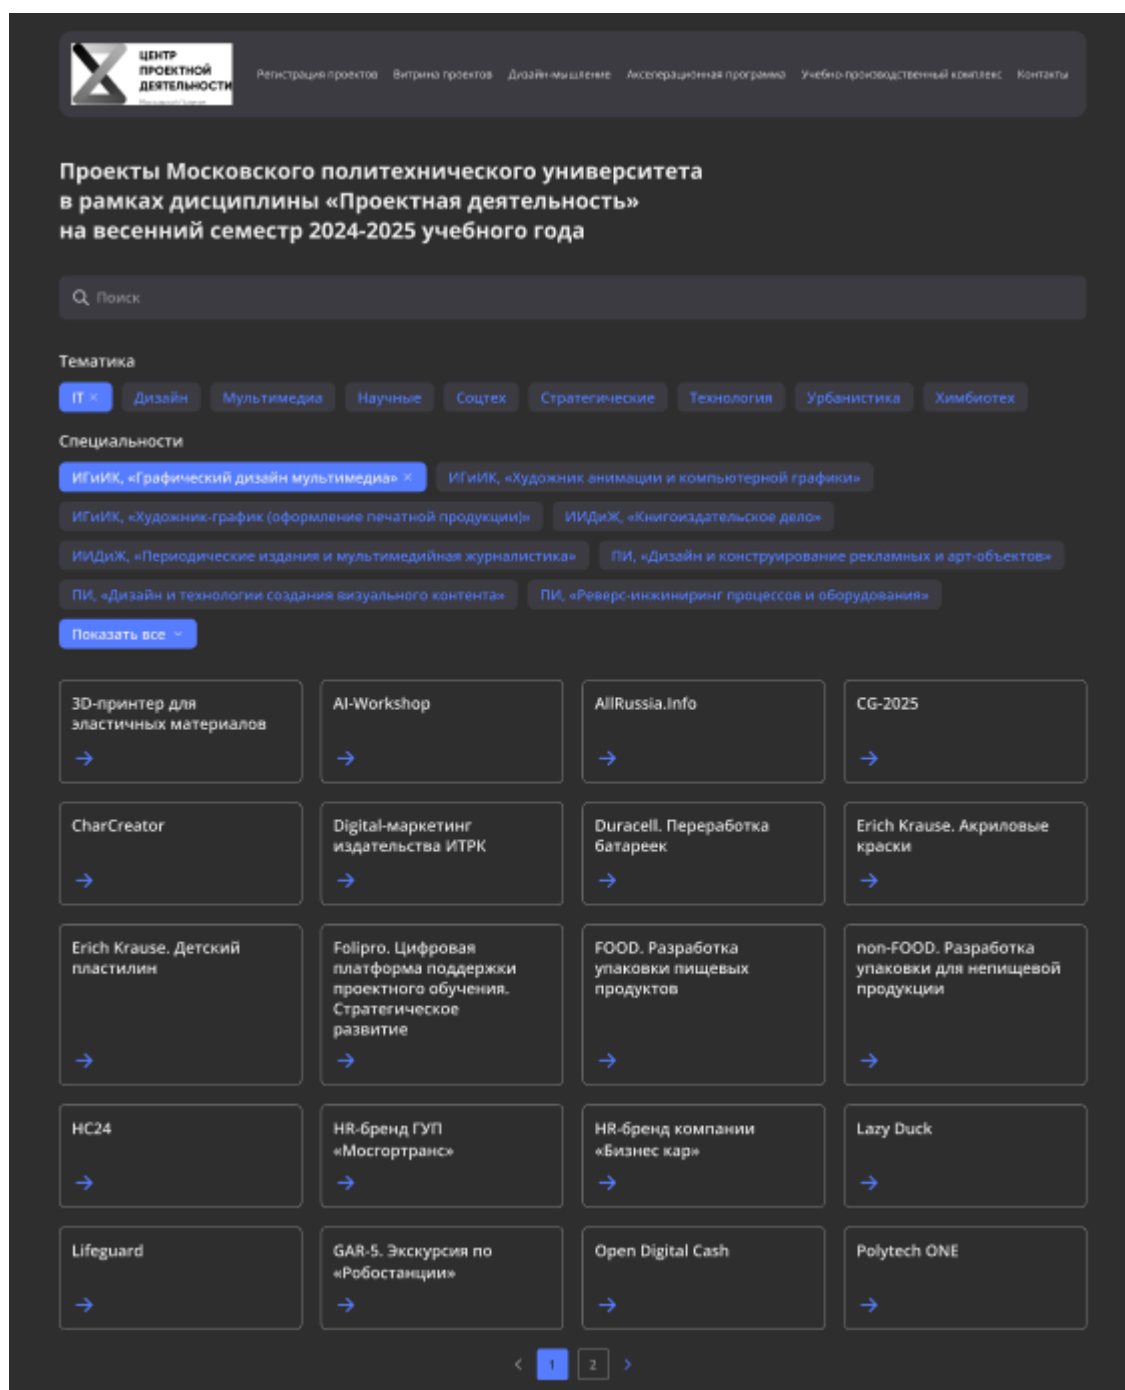 ЦЕНТР
ПРОЕКТНОЙ
ДЕЯТЕЛЬНОСТИ
Регистрация проектов Витрина проектов Дизайн-мышление Акселерационная программа Учебно-производственный комплекс Контакты
Проекты Московского политехнического университета
в рамках дисциплины «Проектная деятельность»
на весенний семестр 2024-2025 учебного года
Поиск
Тематика
IT × Дизайн Мультимедиа Научные Соцтех Стратегические Технология Урбанистика Химбиотех
Специальности
ИГиИК, «Графический дизайн мультимедиа» × ИГиИК, «Художник анимации и компьютерной графики»
ИГиИК, «Художник-график (оформление печатной продукции)» ИИДиЖ, «Книгоиздательское дело»
ИИДиЖ, «Периодические издания и мультимедийная журналистика» ПИ, «Дизайн и конструирование рекламных и арт-объектов»
ПИ, «Дизайн и технологии создания визуального контента» ПИ, «Реверс-инжиниринг процессов и оборудования»
Показать все
3D-принтер для
эластичных материалов
AI-Workshop
AllRussia.Info
CG-2025
CharCreator
Digital-маркетинг
издательства ИТРК
Duracell. Переработка
батареек
Erich Krause. Акриловые
краски
Erich Krause. Детский
пластилин
Folipro. Цифровая
платформа поддержки
проектного обучения.
Стратегическое
развитие
FOOD. Разработка
упаковки пищевых
продуктов
non-FOOD. Разработка
упаковки для непищевой
продукции
HC24
HR-бренд ГУП
«Мосгортранс»
HR-бренд компании
«Бизнес кар»
Lazy Duck
Lifeguard
GAR-5. Экскурсия по
«Робостанции»
Open Digital Cash
Polytech ONE
< 1 2 >